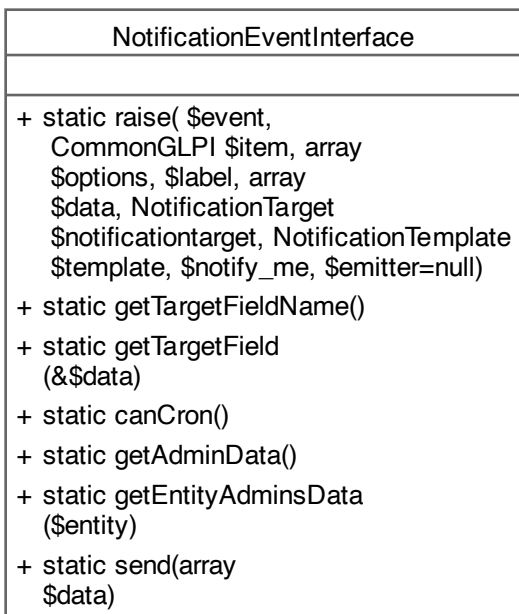 NotificationEventInterface
+ static raise( $event,
CommonGLPI $item, array
$options, $label, array
$data, NotificationTarget
$notificationtarget, NotificationTemplate
$template, $notify_me, $emitter=null)
+ static getTargetFieldName()
+ static getTargetField
(&$data)
+ static canCron()
+ static getAdminData()
+ static getEntityAdminsData
($entity)
+ static send(array
$data)